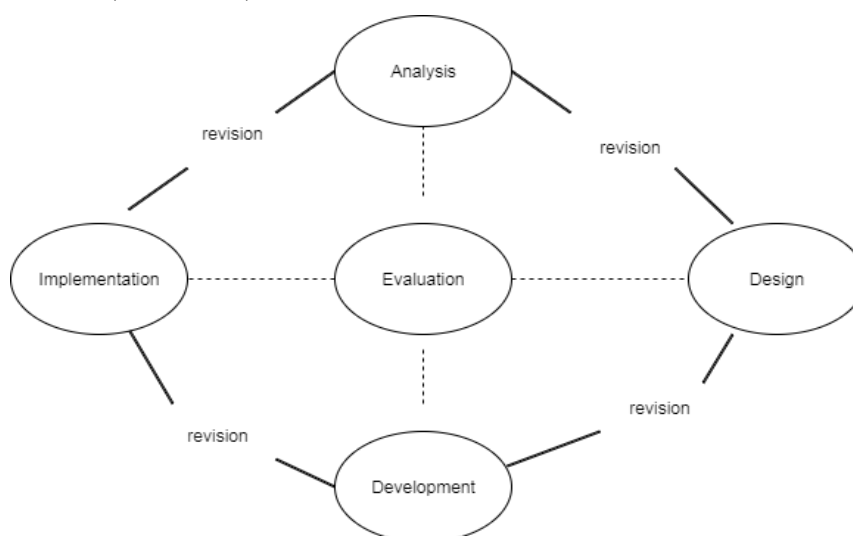 Analysis
revision
revision
Implementation
Evaluation
Design
revision
revision
Development